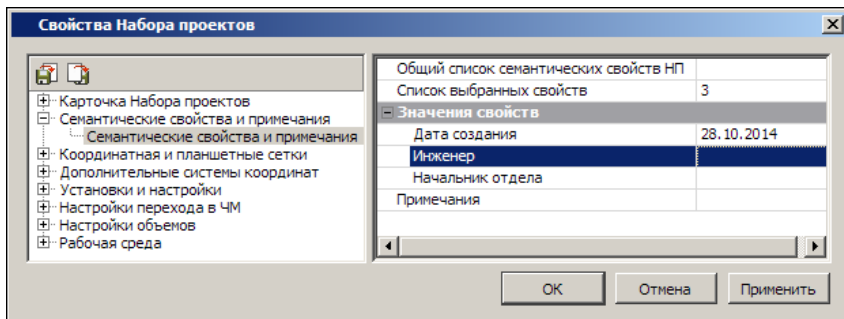 Свойства Набора проектов
Карточка Набора проектов
Семантические свойства и примечания
Семантические свойства и примечания
Координатная и планшетные сетки
Дополнительные системы координат
Установки и настройки
Настройки перехода в ЧМ
Настройки объемов
Рабочая среда
Общий список семантических свойств НП
Список выбранных свойств 3
Значения свойств
Дата создания 28.10.2014
Инженер
Начальник отдела
Примечания
ОК Отмена Применить